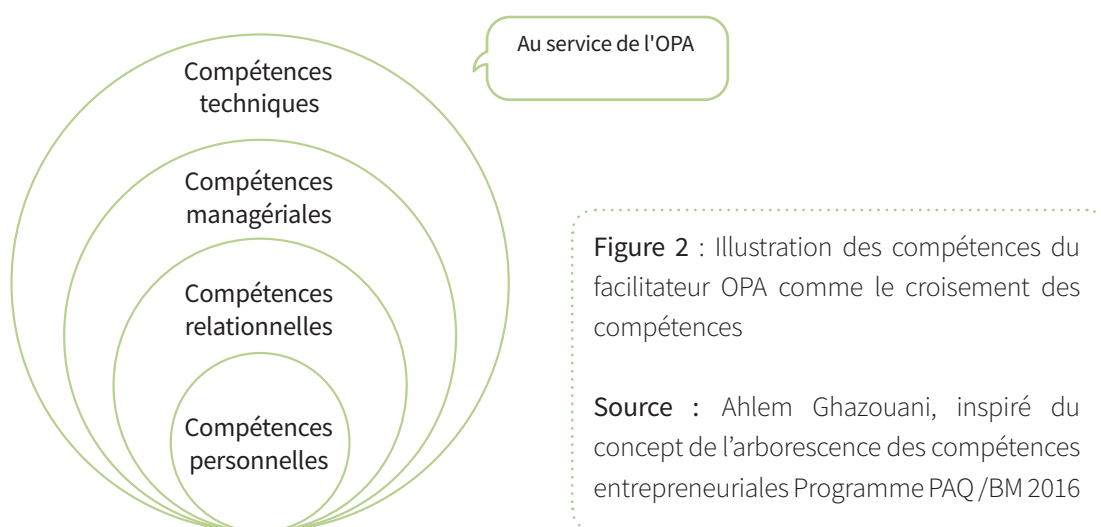 Au service de l'OPA
Compétences
techniques
Compétences
managériales
Compétences
relationnelles
Compétences
personnelles
Figure 2 : Illustration des compétences du
facilitateur OPA comme le croisement des
compétences
Source : Ahlem Ghazouani, inspiré du
concept de l’arborescence des compétences
entrepreneuriales Programme PAQ /BM 2016